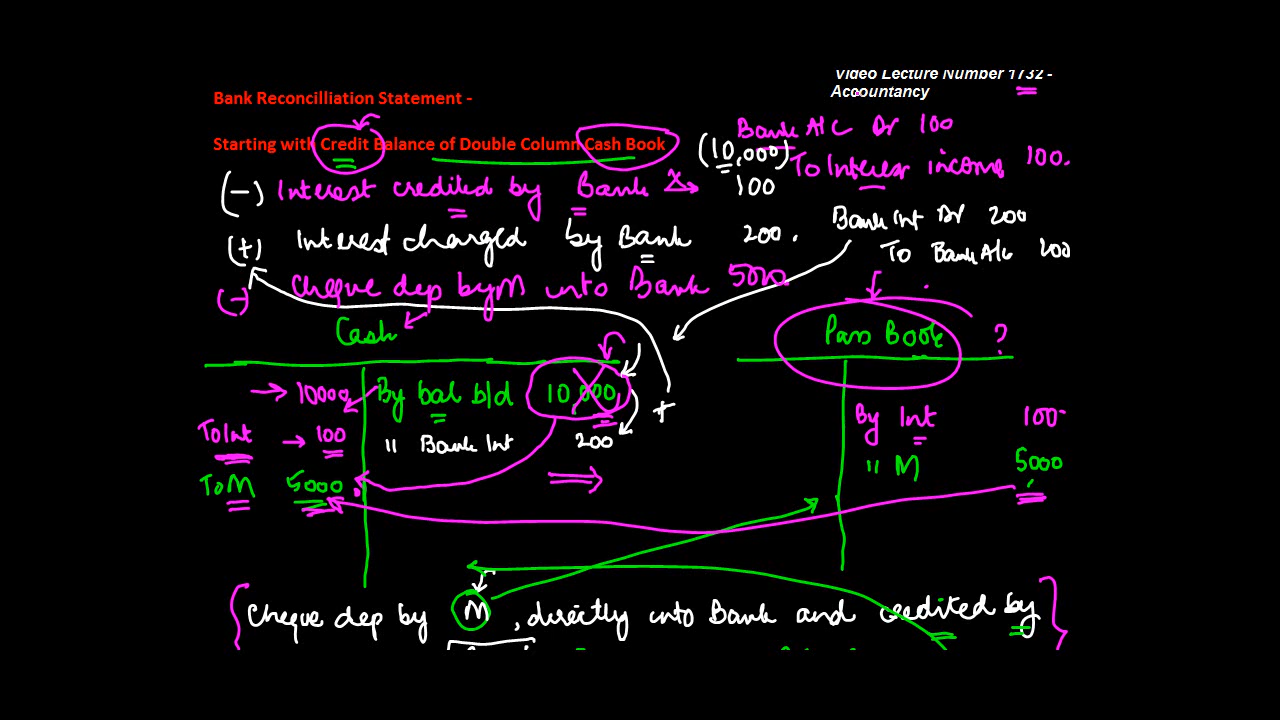 Video Lecture Number 1732 -
Accountancy
Bank Reconcilliation Statement -
Starting with Credit Balance of Double Column Cash Book
Bank A/C Dr 100
(10,000)
To Interest income 100.
(-) Interest credited by Bank 100
(+) Interest charged by Bank 200.
Bank Int Dr 200
To Bank A/c 200
(-) Cheque dep by M into Bank 5000
Cash
Pass Book ?
10000 By bal b/d 10,000
+
To Int 100 " Bank Int 200
By Int 100
To M 5000
" M 5000
Cheque dep by M, directly into Bank and credited by